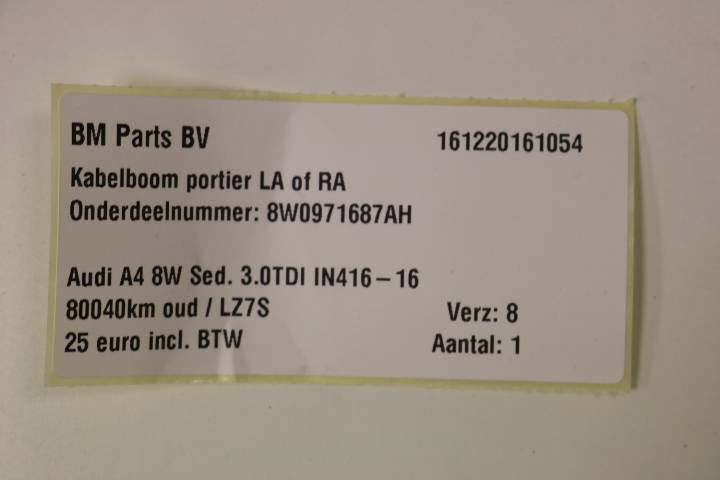 BM Parts BV 161220161054
Kabelboom portier LA of RA
Onderdeelnummer: 8W0971687AH
Audi A4 8W Sed. 3.0TDI IN416 – 16
80040km oud / LZ7S Verz: 8
25 euro incl. BTW Aantal: 1